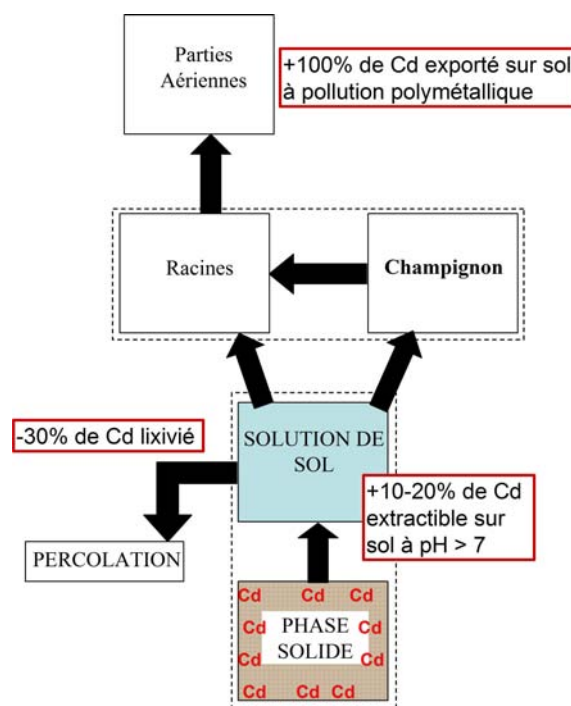 Parties
Aériennes
+100% de Cd exporté sur sol
à pollution polymétallique
Racines
Champignon
-30% de Cd lixivié
SOLUTION DE
SOL
+10-20% de Cd
extractible sur
sol à pH > 7
PERCOLATION
Cd Cd Cd
Cd PHASE Cd
Cd SOLIDE Cd
Cd Cd Cd